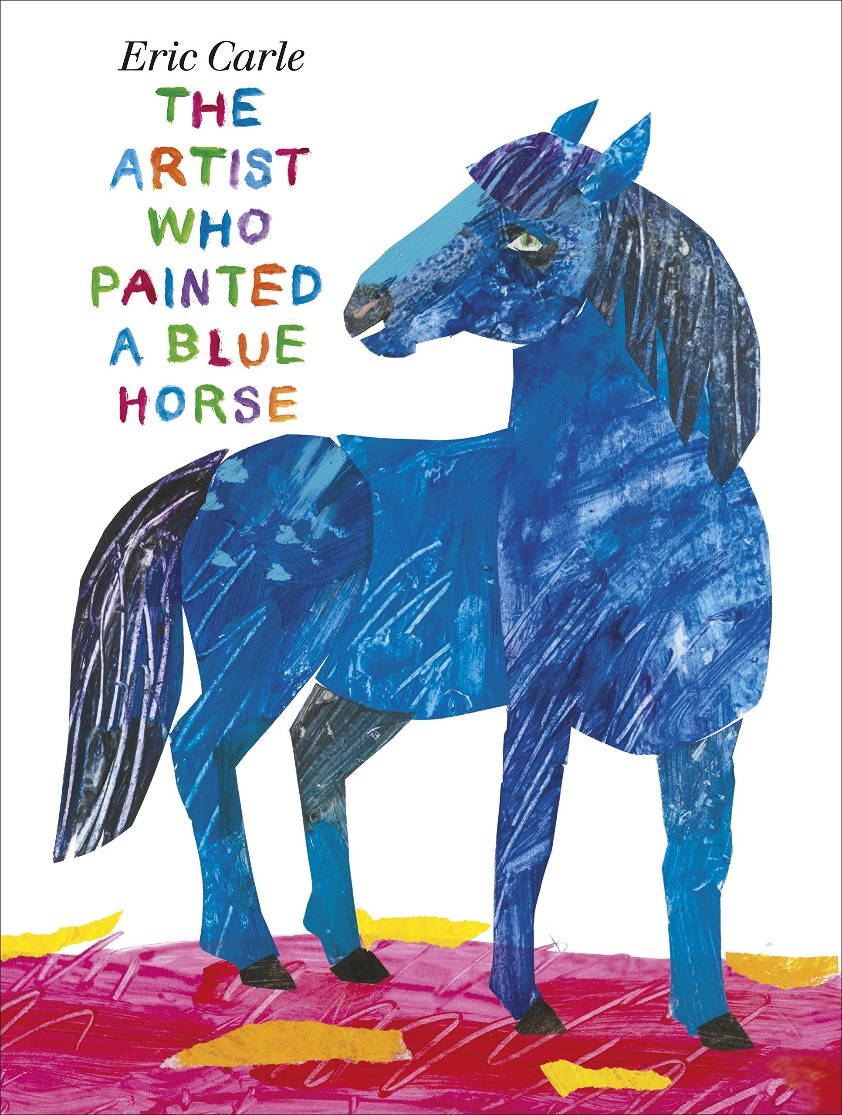 Eric Carle
THE
ARTIST
WHO
PAINTED
A BLUE
HORSE